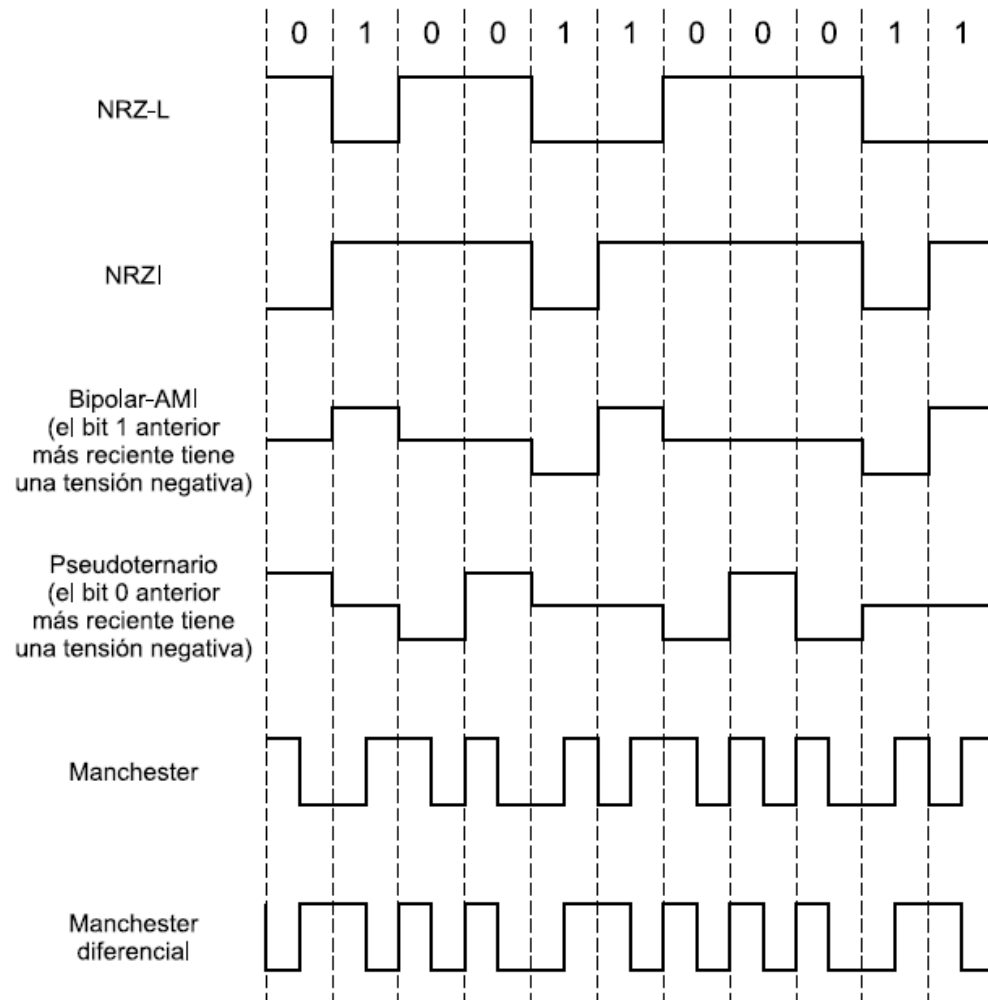 0 1 0 0 1 1 0 0 0 1 1
NRZ-L
NRZI
Bipolar-AMI
(el bit 1 anterior
más reciente tiene
una tensión negativa)
Pseudoternario
(el bit 0 anterior
más reciente tiene
una tensión negativa)
Manchester
Manchester
diferencial